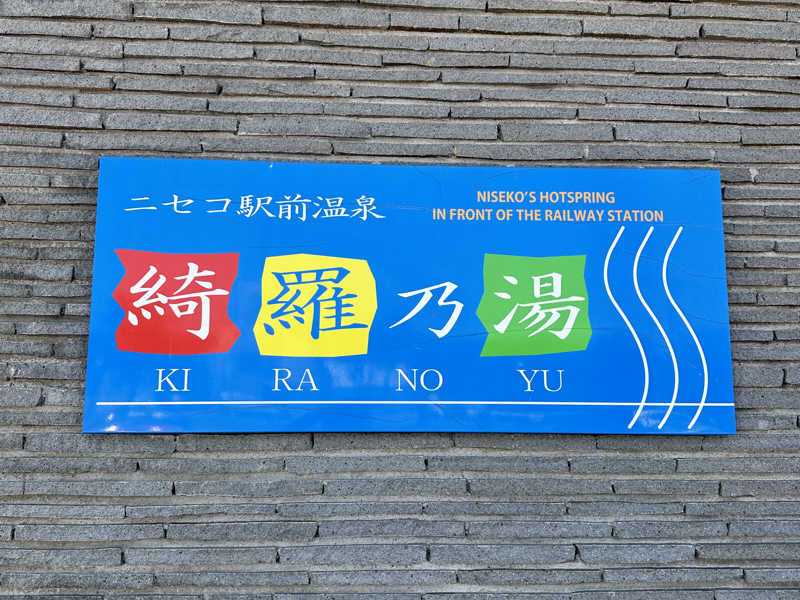 ニセコ駅前温泉
NISEKO'S HOTSPRING
IN FRONT OF THE RAILWAY STATION
綺羅乃湯
KI RA NO YU